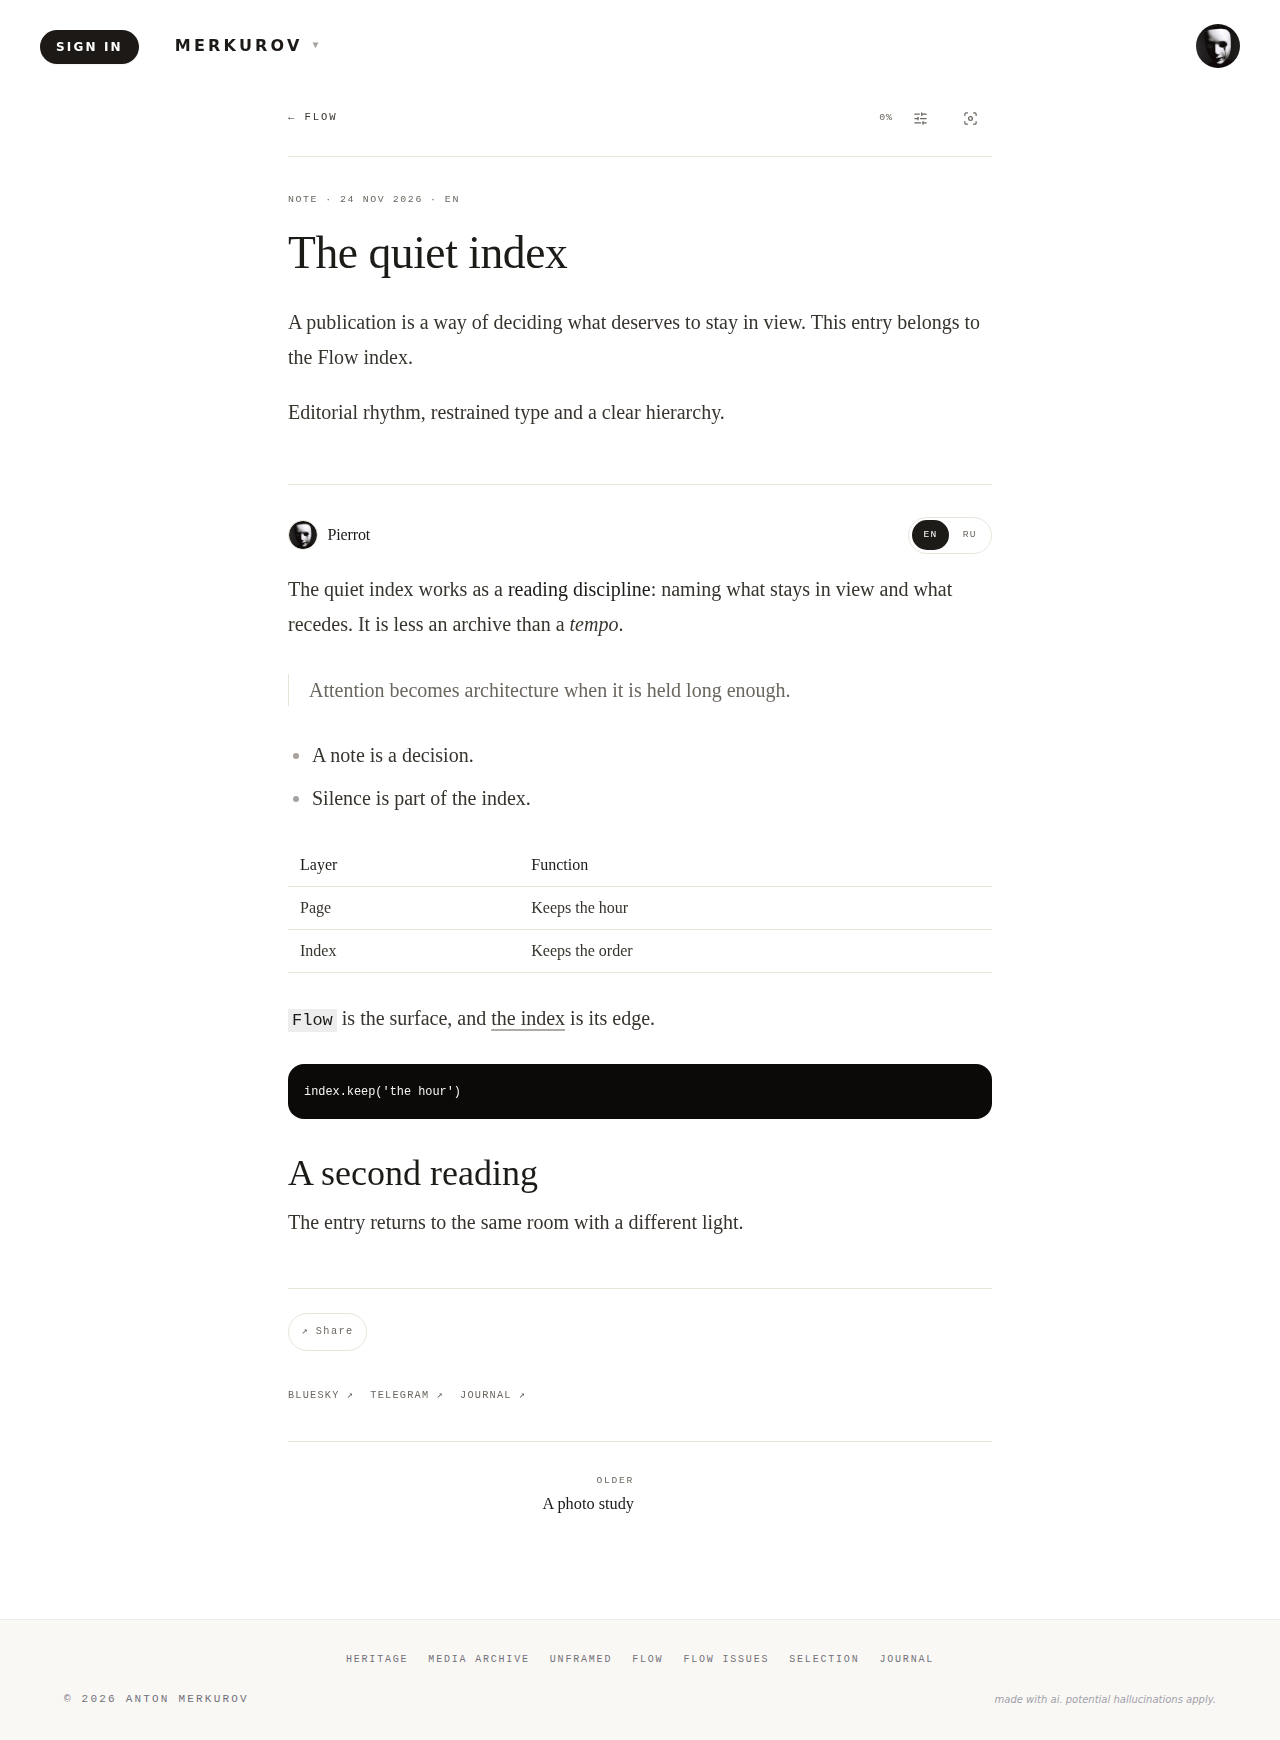 SIGN IN
MERKUROV ▾
← FLOW
0%
NOTE · 24 NOV 2026 · EN
The quiet index
A publication is a way of deciding what deserves to stay in view. This entry belongs to
the Flow index.
Editorial rhythm, restrained type and a clear hierarchy.
Pierrot
EN RU
The quiet index works as a reading discipline: naming what stays in view and what
recedes. It is less an archive than a tempo.
Attention becomes architecture when it is held long enough.
• A note is a decision.
• Silence is part of the index.
Layer Function
Page Keeps the hour
Index Keeps the order
Flow is the surface, and the index is its edge.
index.keep('the hour')
A second reading
The entry returns to the same room with a different light.
↗ Share
BLUESKY ↗ TELEGRAM ↗ JOURNAL ↗
OLDER
A photo study
HERITAGE MEDIA ARCHIVE UNFRAMED FLOW FLOW ISSUES SELECTION JOURNAL
© 2026 ANTON MERKUROV
made with ai. potential hallucinations apply.